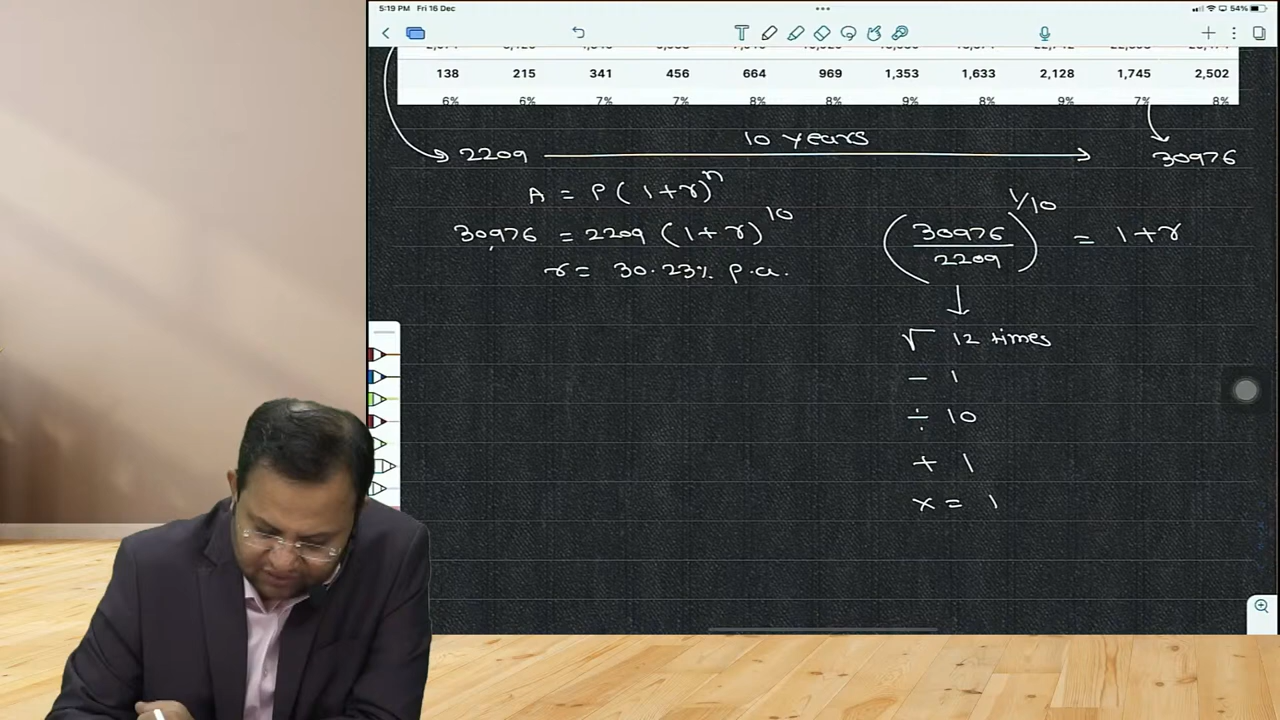 5:19 PM Fri 16 Dec
54%
138 215 341 456 664 969 1,353 1,633 2,128 1,745 2,502
6% 6% 7% 7% 8% 8% 9% 8% 9% 7% 8%
10 years
2209 30976
A = P(1+r)^n
30,976 = 2209 (1+r)^10
r = 30.23% p.a.
(30976/2209)^1/10 = 1+r
√ 12 times
- 1
÷ 10
+ 1
x = 1